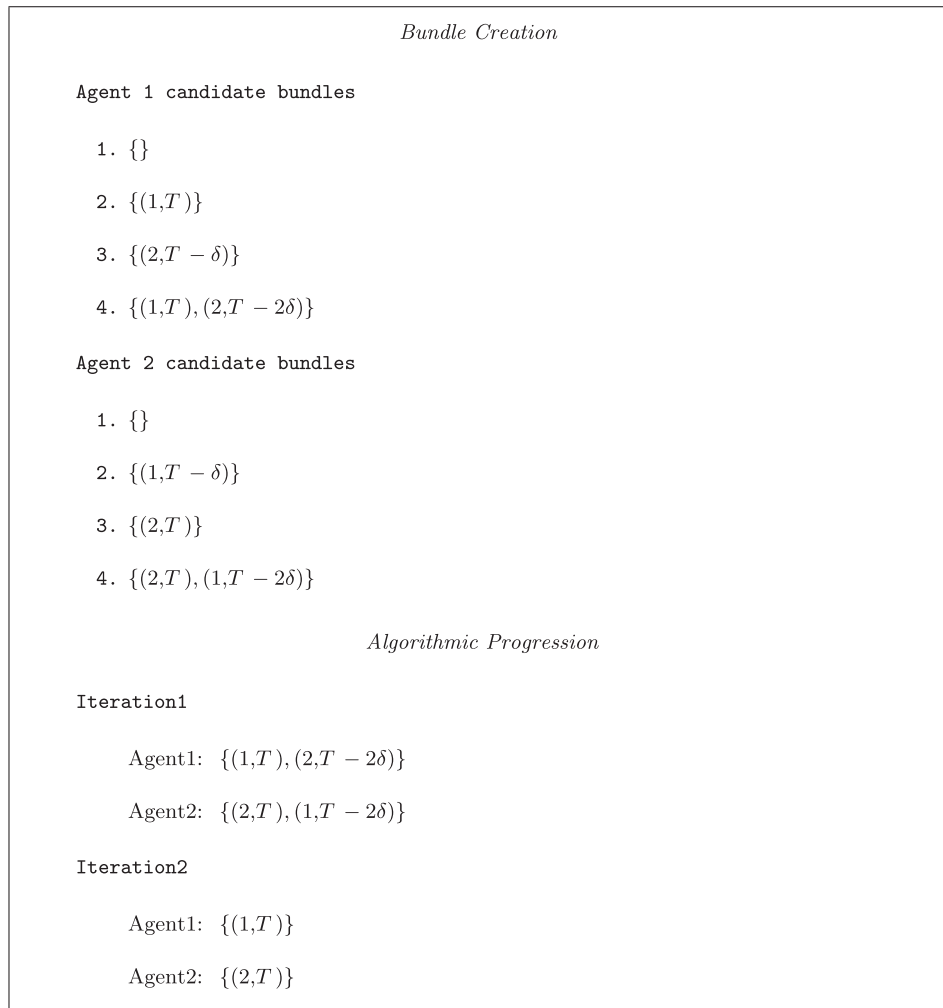 Bundle Creation
Agent 1 candidate bundles
1. {}
2. {(1,T)}
3. {(2,T − δ)}
4. {(1,T),(2,T − 2δ)}
Agent 2 candidate bundles
1. {}
2. {(1,T − δ)}
3. {(2,T)}
4. {(2,T),(1,T − 2δ)}
Algorithmic Progression
Iteration1
Agent1: {(1,T),(2,T − 2δ)}
Agent2: {(2,T),(1,T − 2δ)}
Iteration2
Agent1: {(1,T)}
Agent2: {(2,T)}